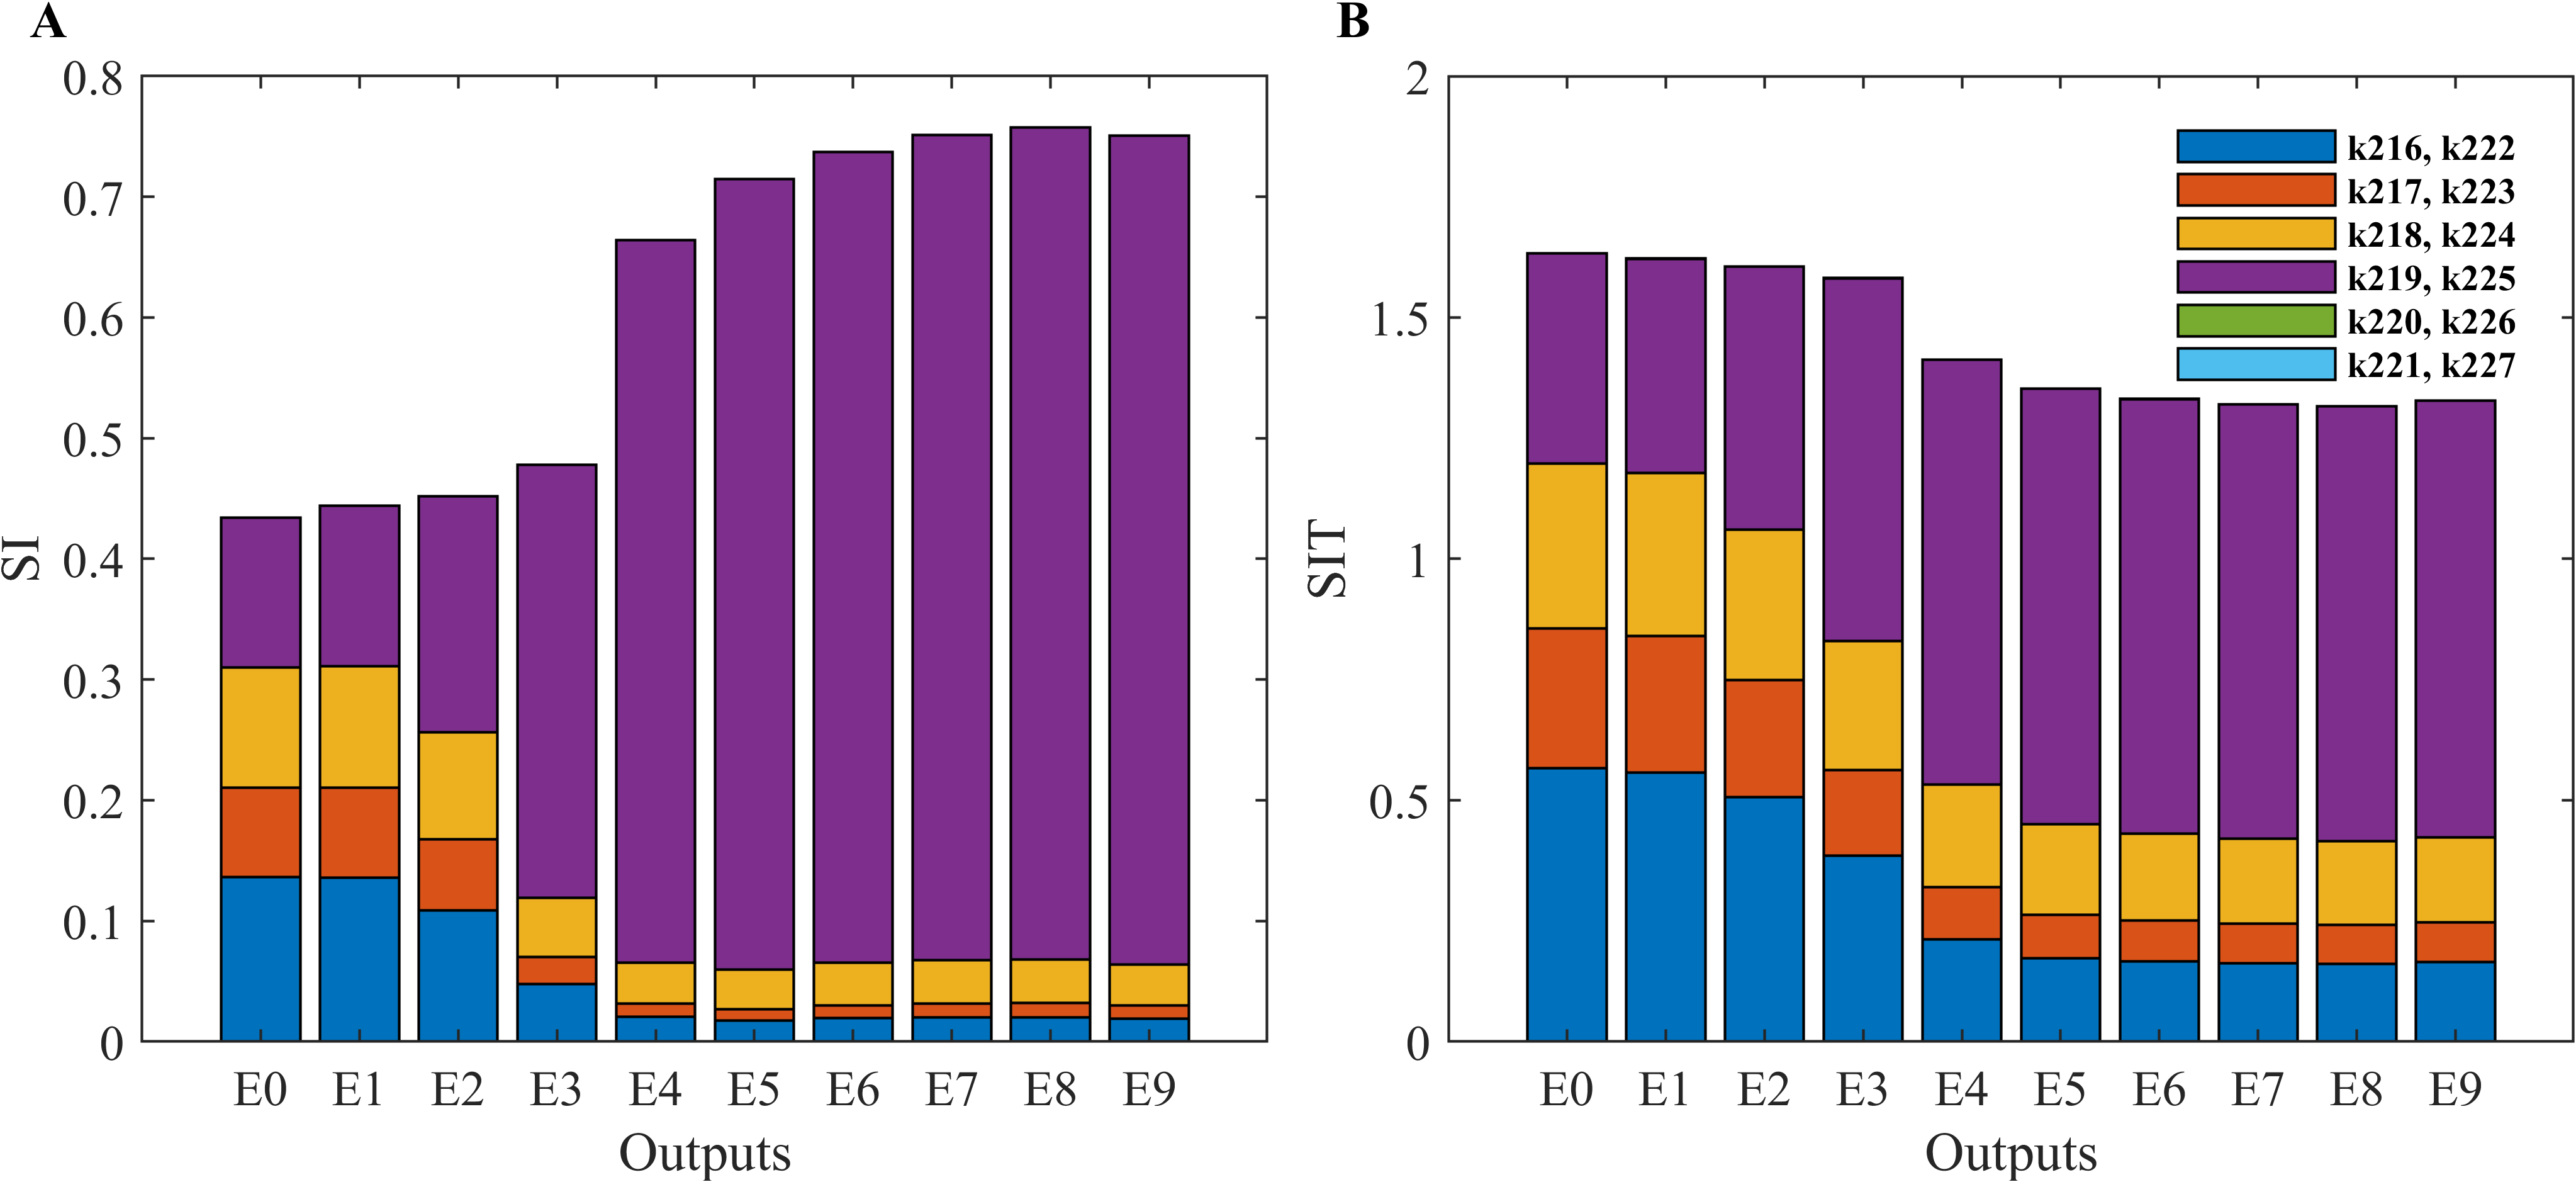 A
0.8
0.7
0.6
0.5
0.4
0.3
0.2
0.1
0
SI
E0 E1 E2 E3 E4 E5 E6 E7 E8 E9
Outputs
B
2
1.5
1
0.5
0
SIT
k216, k222
k217, k223
k218, k224
k219, k225
k220, k226
k221, k227
E0 E1 E2 E3 E4 E5 E6 E7 E8 E9
Outputs